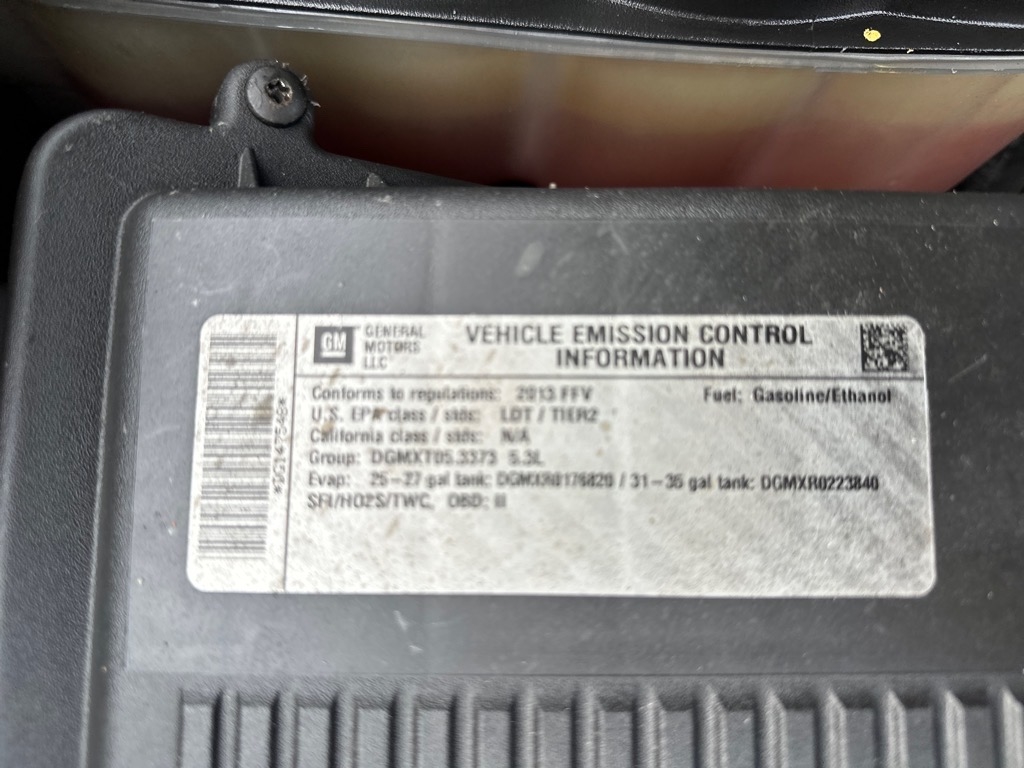 GM
GENERAL
MOTORS
LLC
VEHICLE EMISSION CONTROL
INFORMATION
Conforms to regulations: 2013 FFV
Fuel: Gasoline/Ethanol
U.S. EPA class / stds: LDT / TIER2
California class / stds: N/A
Group: DGMXT05.3373 5.3L
Evap: 25-27 gal tank: DGMXR0176820 / 31-35 gal tank: DGMXR0223840
SFI/HO2S/TWC, OBD: II